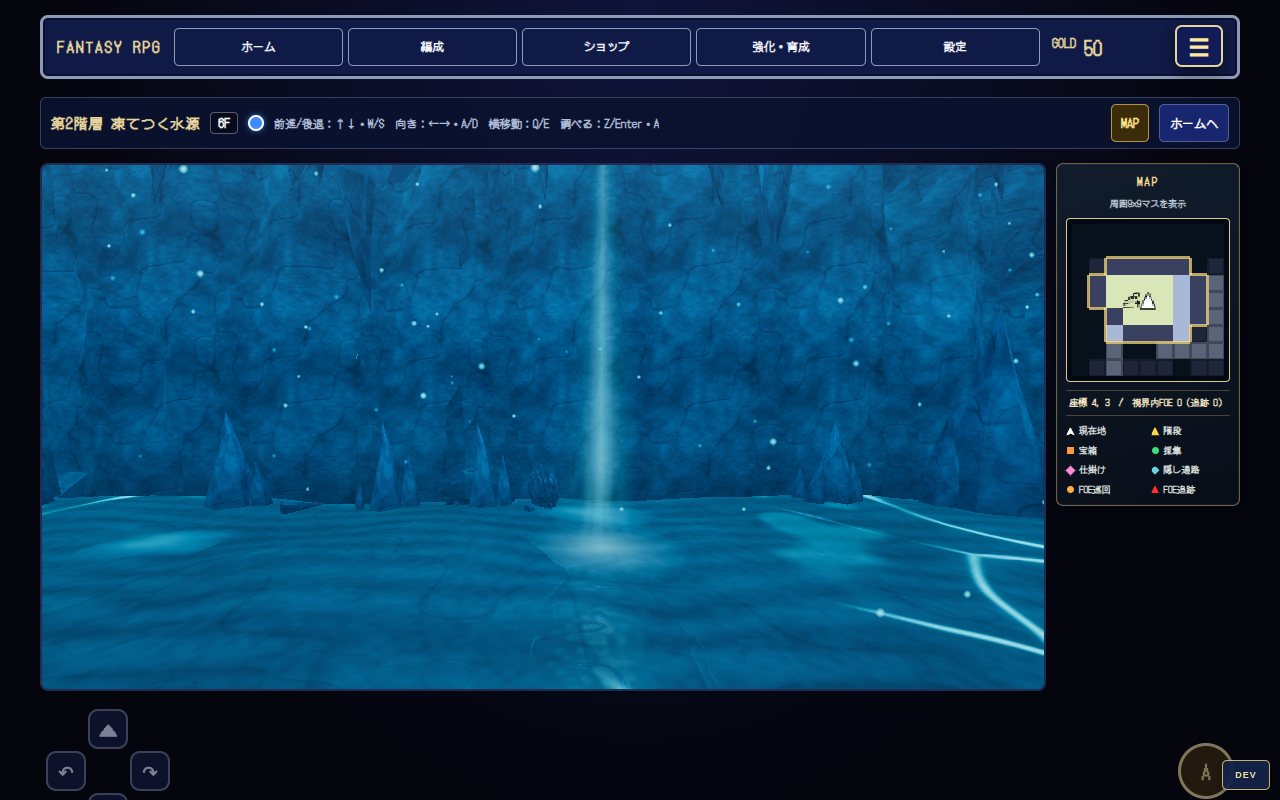 FANTASY RPG
ホーム
編成
ショップ
強化・育成
設定
GOLD 50
第2階層 凍てつく水源 6F 前進/後退:↑↓・W/S 向き:←→・A/D 横移動:Q/E 調べる:Z/Enter・A
MAP
ホームへ
MAP
周囲9x9マスを表示
座標 4, 3 / 視界内FOE 0(追跡 0)
現在地
階段
宝箱
採集
仕掛け
隠し通路
FOE巡回
FOE追跡
A
DEV